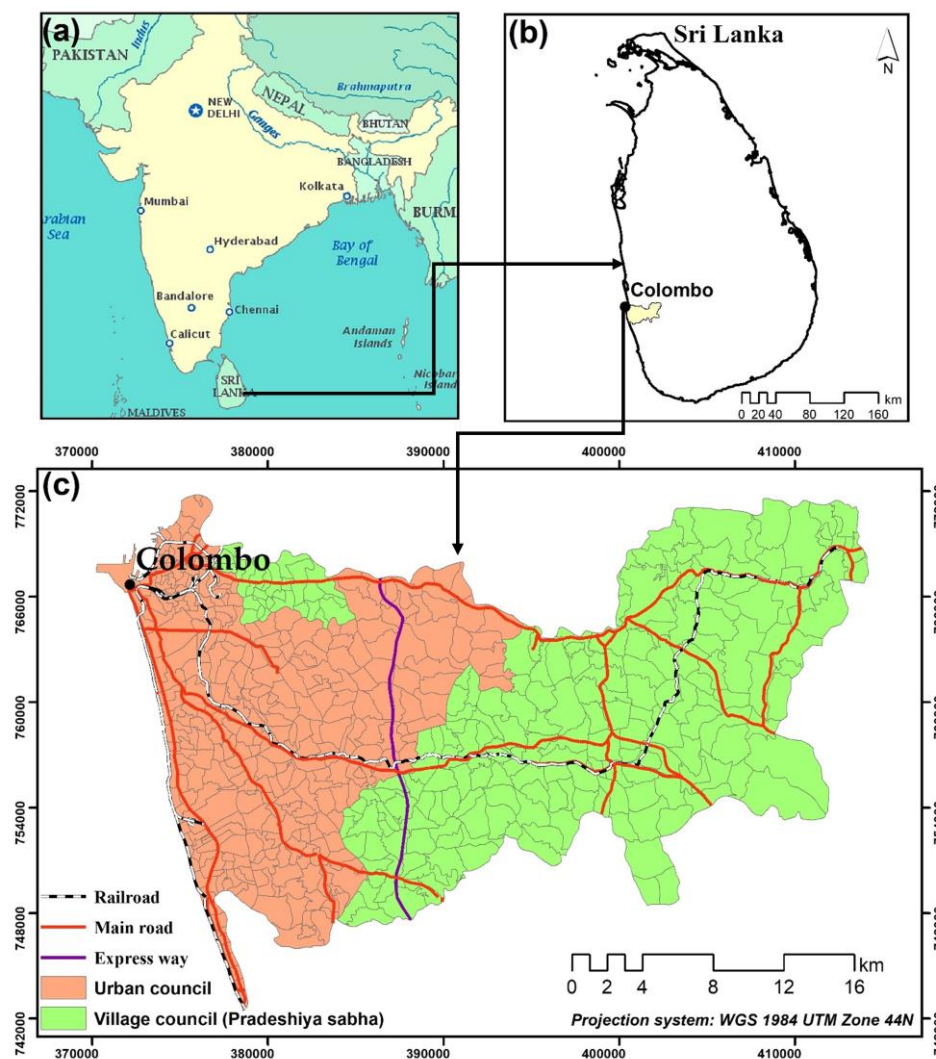 (a)
Indus
PAKISTAN
NEW
DELHI
NEPAL
Brahmaputra
Ganges
BHUTAN
BANGLADESH
Kolkata
Mumbai
rabian
Sea
BURM
Hyderabad
Bay of
Bengal
Bandalore
Chennai
Calicut
Andaman
Islands
SRI
LANKA
Nicobar
Island
MALDIVES
(b)
Sri Lanka
N
Colombo
km
0 20 40 80 120 160
370000 380000 390000 400000 410000
(c)
772000
766000
760000
754000
748000
742000
Colombo
Railroad
Main road
Express way
Urban council
Village council (Pradeshiya sabha)
km
0 2 4 8 12 16
Projection system: WGS 1984 UTM Zone 44N
370000 380000 390000 400000 410000